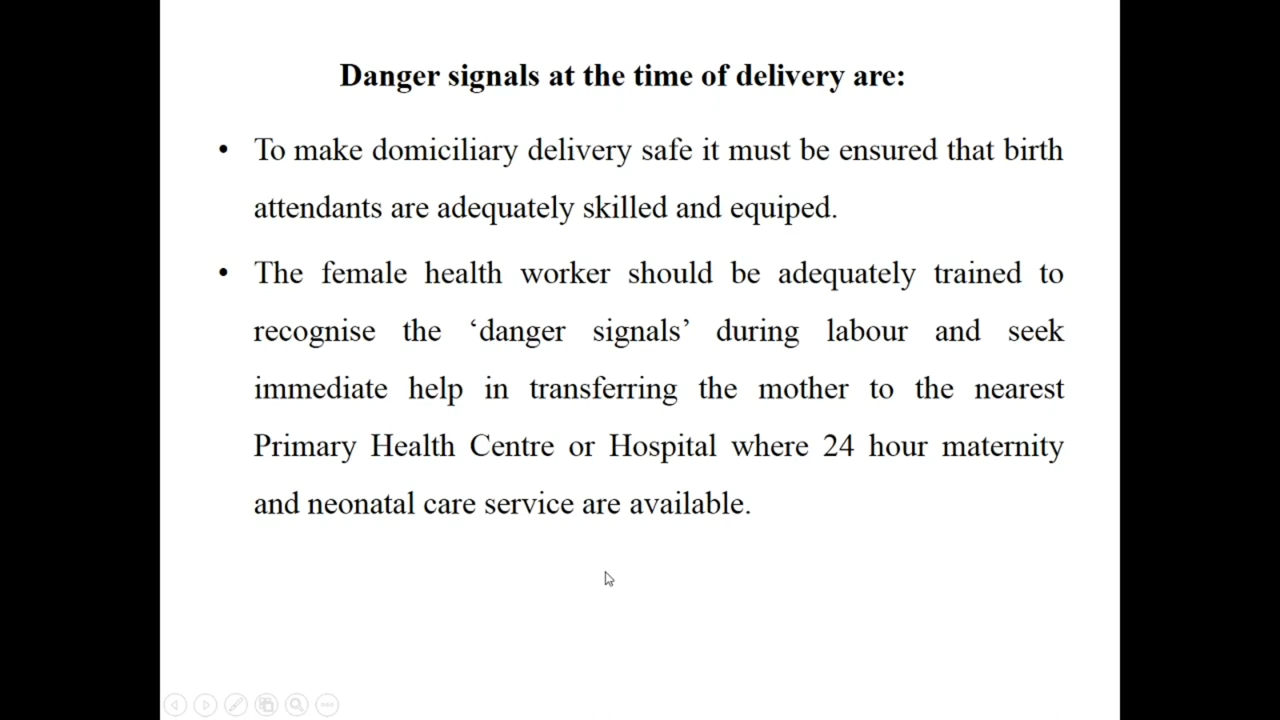 Danger signals at the time of delivery are:
• To make domiciliary delivery safe it must be ensured that birth
attendants are adequately skilled and equiped.
• The female health worker should be adequately trained to
recognise the ‘danger signals’ during labour and seek
immediate help in transferring the mother to the nearest
Primary Health Centre or Hospital where 24 hour maternity
and neonatal care service are available.